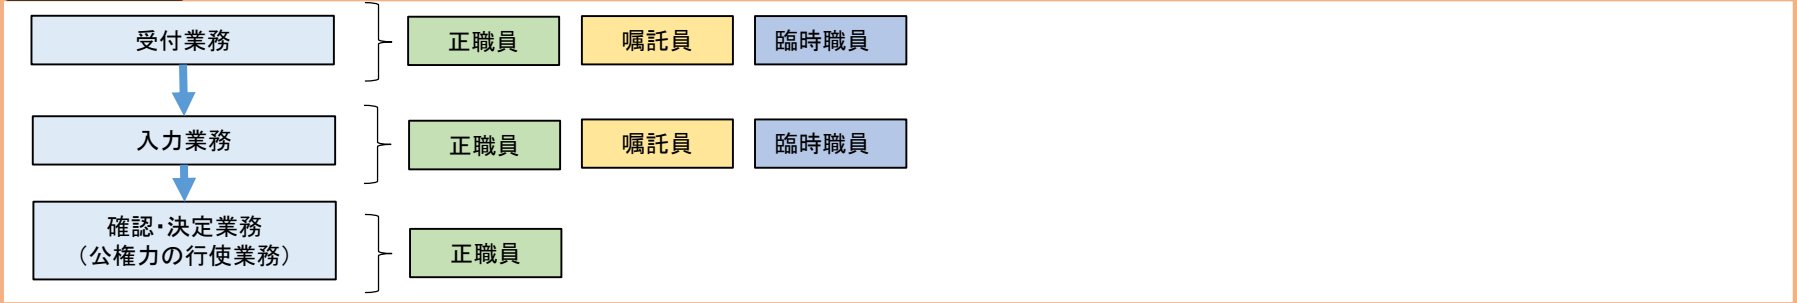 受付業務
正職員
嘱託員
臨時職員
入力業務
正職員
嘱託員
臨時職員
確認・決定業務
（公権力の行使業務）
正職員